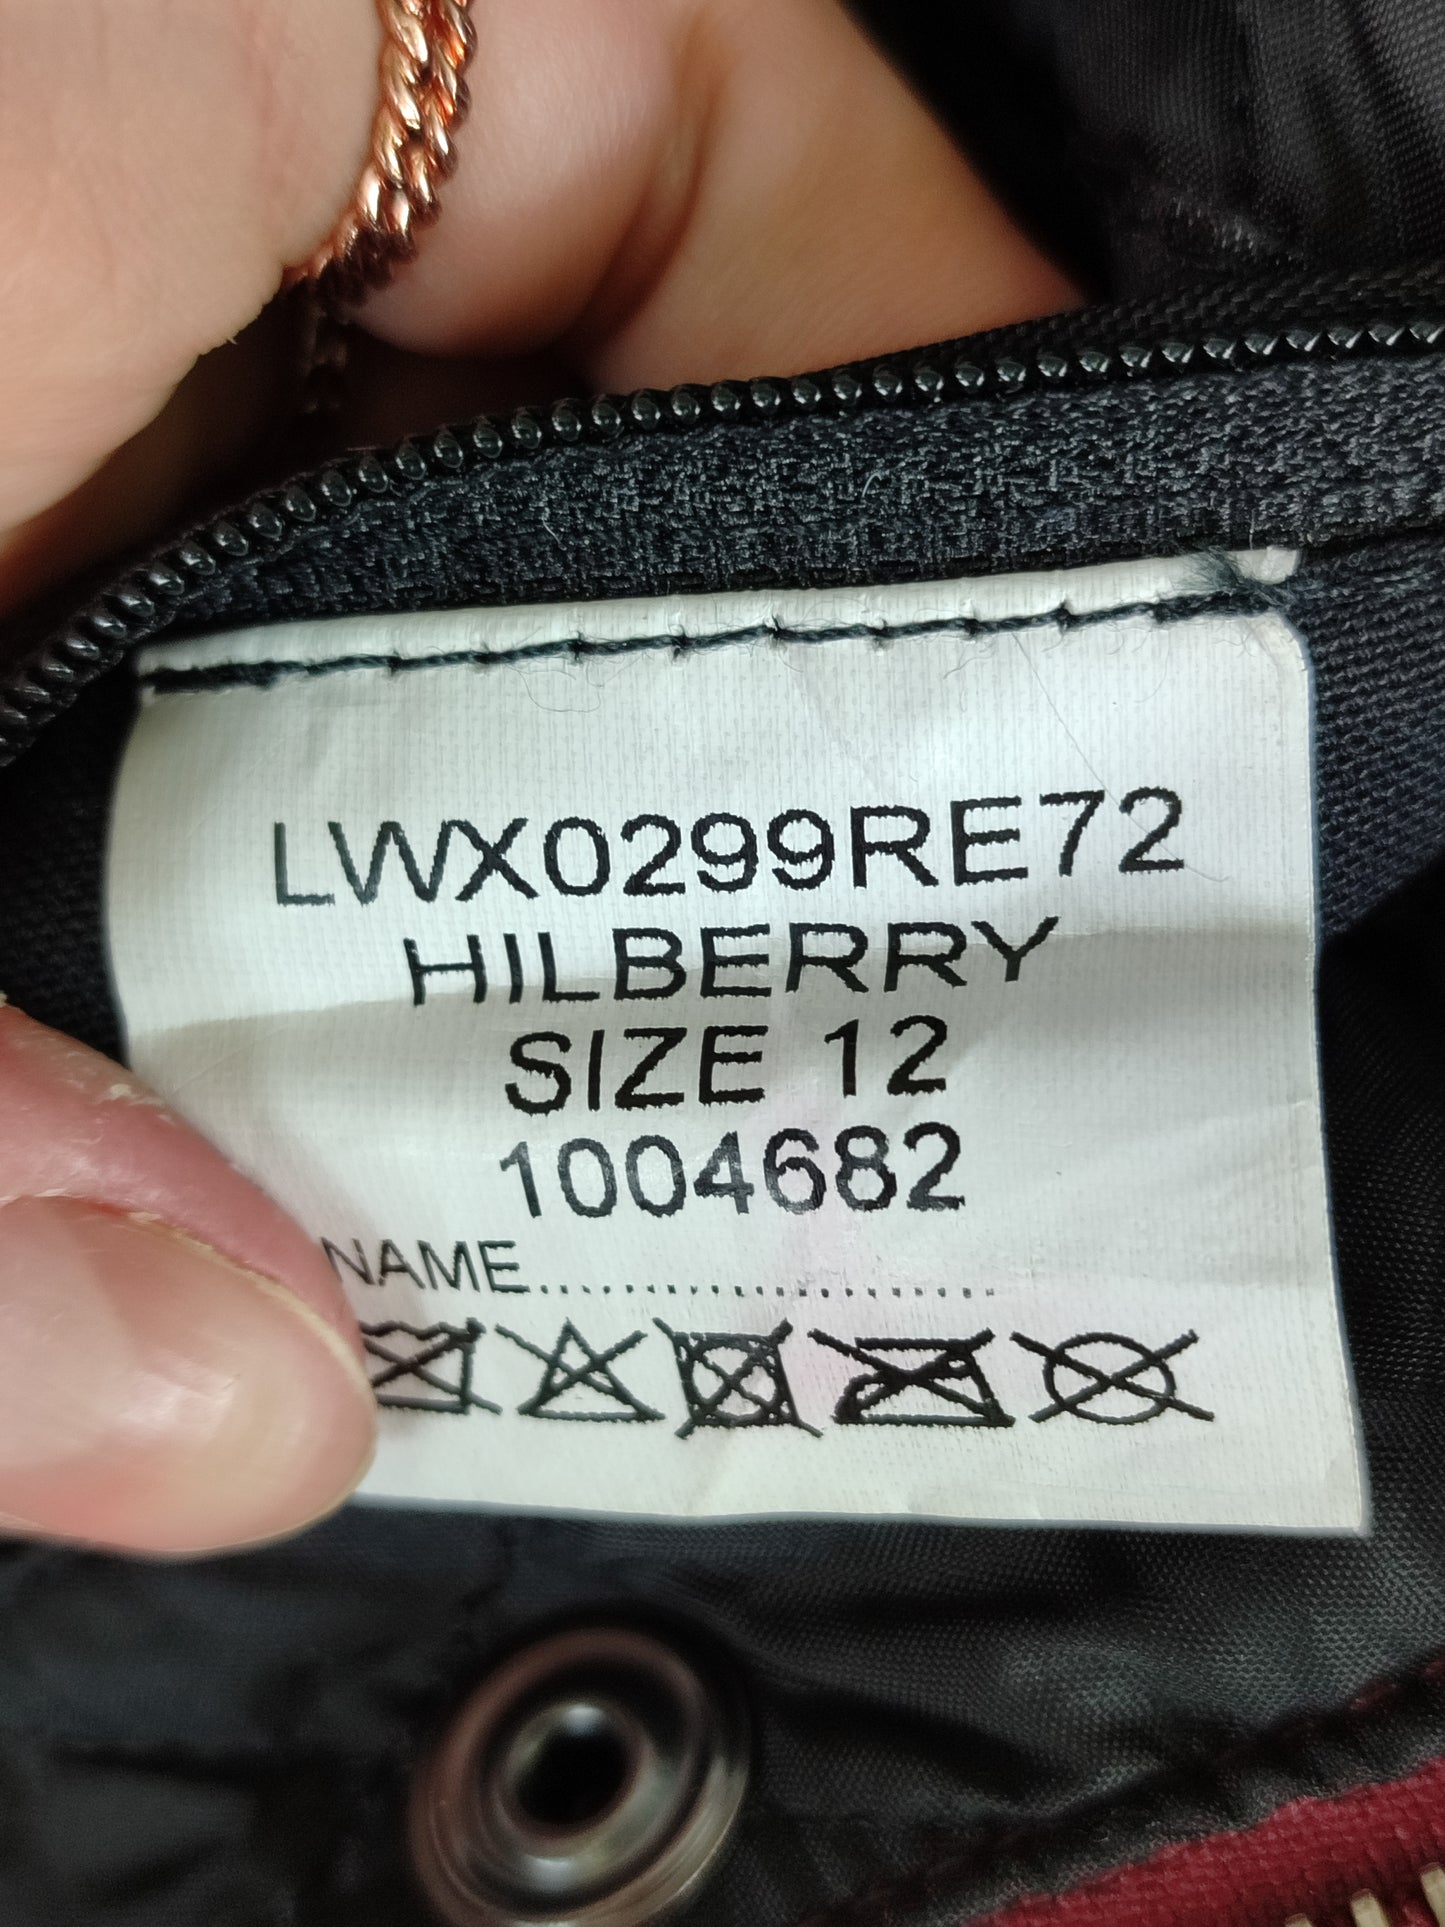 LWX0299RE72
HILBERRY
SIZE 12
1004682
NAME......................